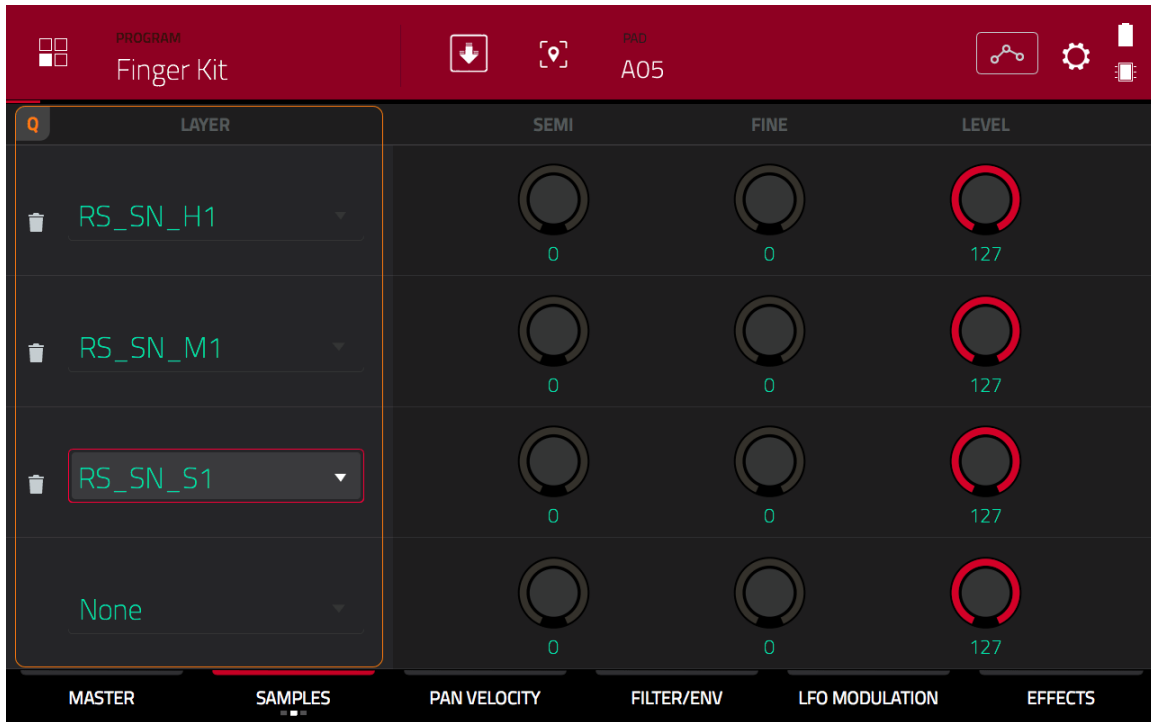 PROGRAM
Finger Kit
PAD
A05
Q LAYER SEMI FINE LEVEL
RS_SN_H1
0 0 127
RS_SN_M1
0 0 127
RS_SN_S1
0 0 127
None
0 0 127
MASTER SAMPLES PAN VELOCITY FILTER/ENV LFO MODULATION EFFECTS